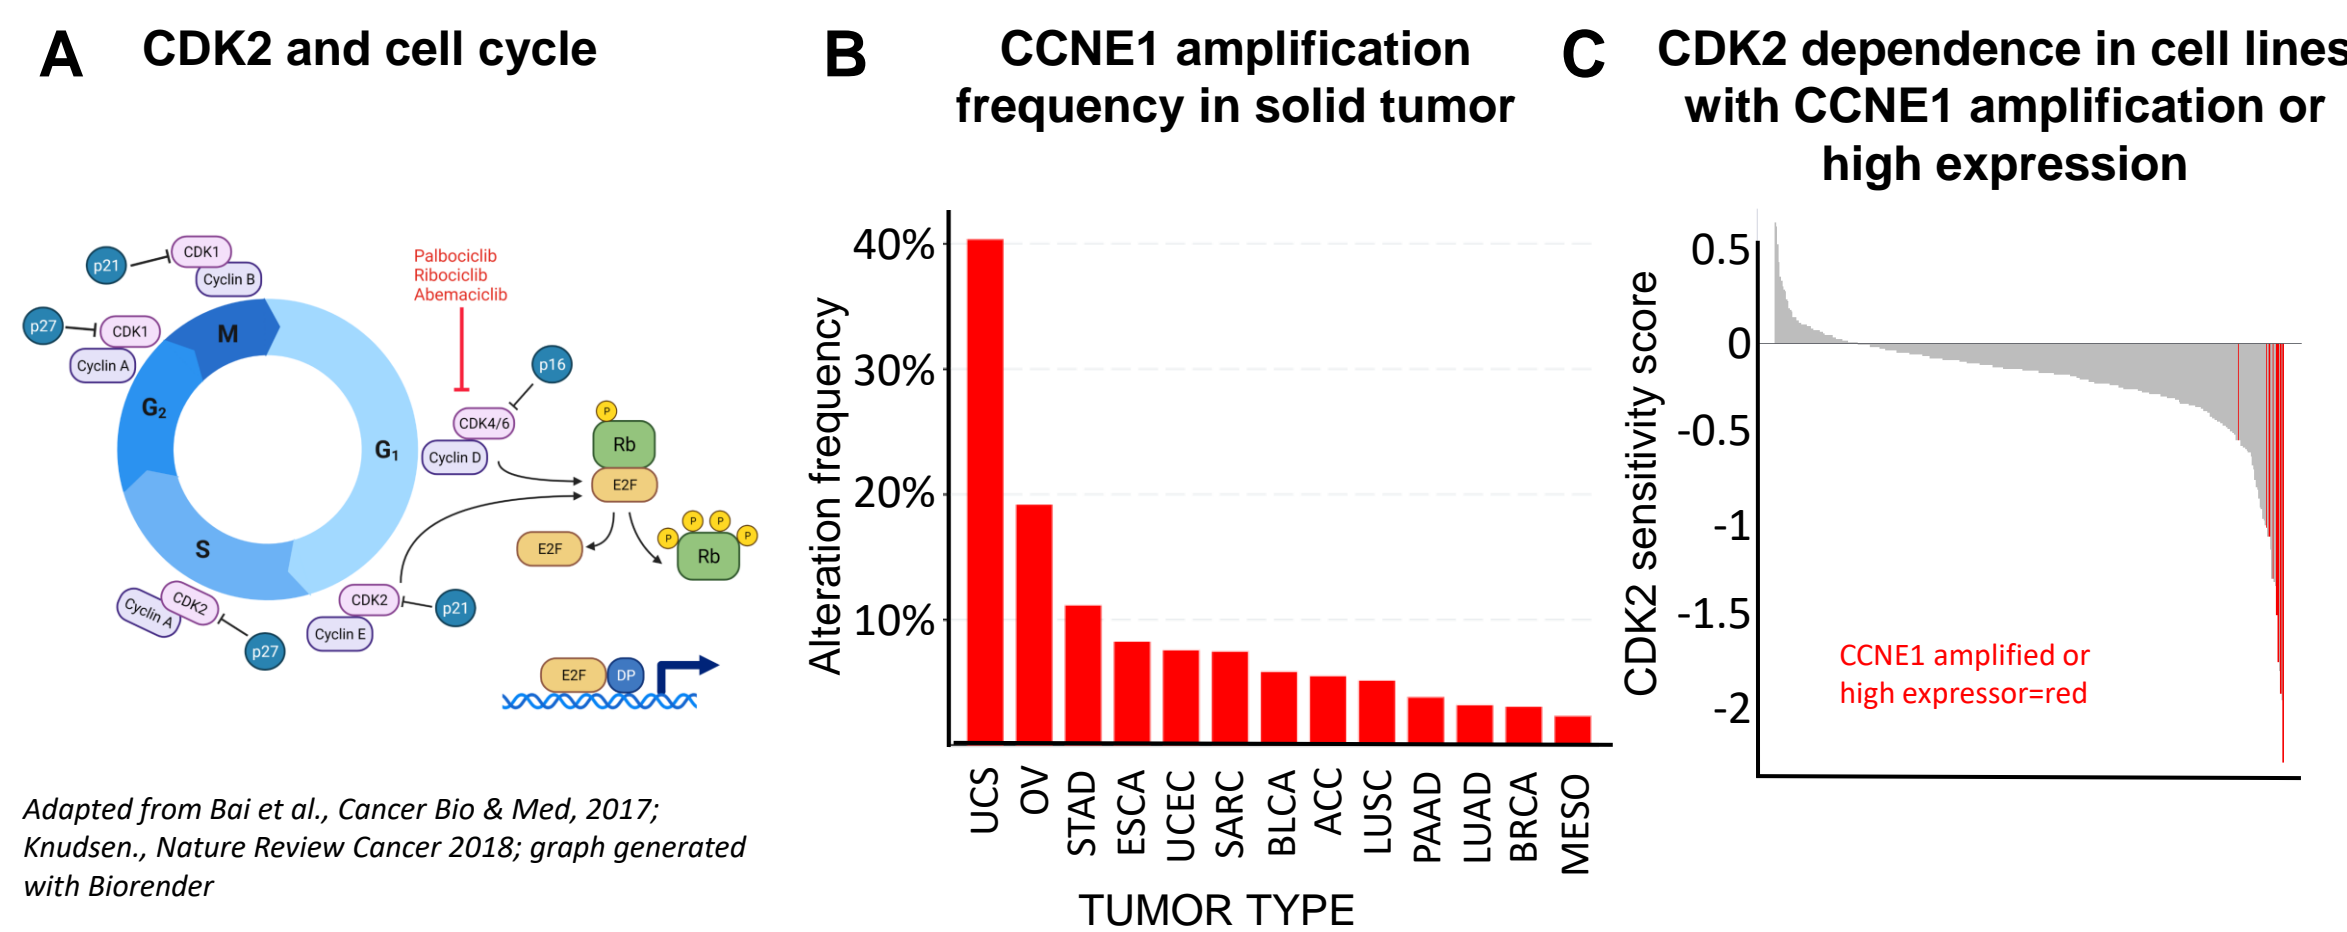 A
CDK2 and cell cycle
p21
CDK1
Cyclin B
p27
CDK1
Cyclin A
M
G₂
G₁
S
Palbociclib
Ribociclib
Abemaciclib
p16
CDK4/6
Cyclin D
P
Rb
E2F
E2F
P
P
P
P
Rb
Cyclin A
CDK2
p27
CDK2
Cyclin E
p21
E2F
DP
Adapted from Bai et al., Cancer Bio & Med, 2017;
Knudsen., Nature Review Cancer 2018; graph generated
with Biorender
B
CCNE1 amplification
frequency in solid tumor
Alteration frequency
40%
30%
20%
10%
UCS
OV
STAD
ESCA
UCEC
SARC
BLCA
ACC
LUSC
PAAD
LUAD
BRCA
MESO
TUMOR TYPE
C
CDK2 dependence in cell lines
with CCNE1 amplification or
high expression
CDK2 sensitivity score
0.5
0
-0.5
-1
-1.5
-2
CCNE1 amplified or
high expressor=red